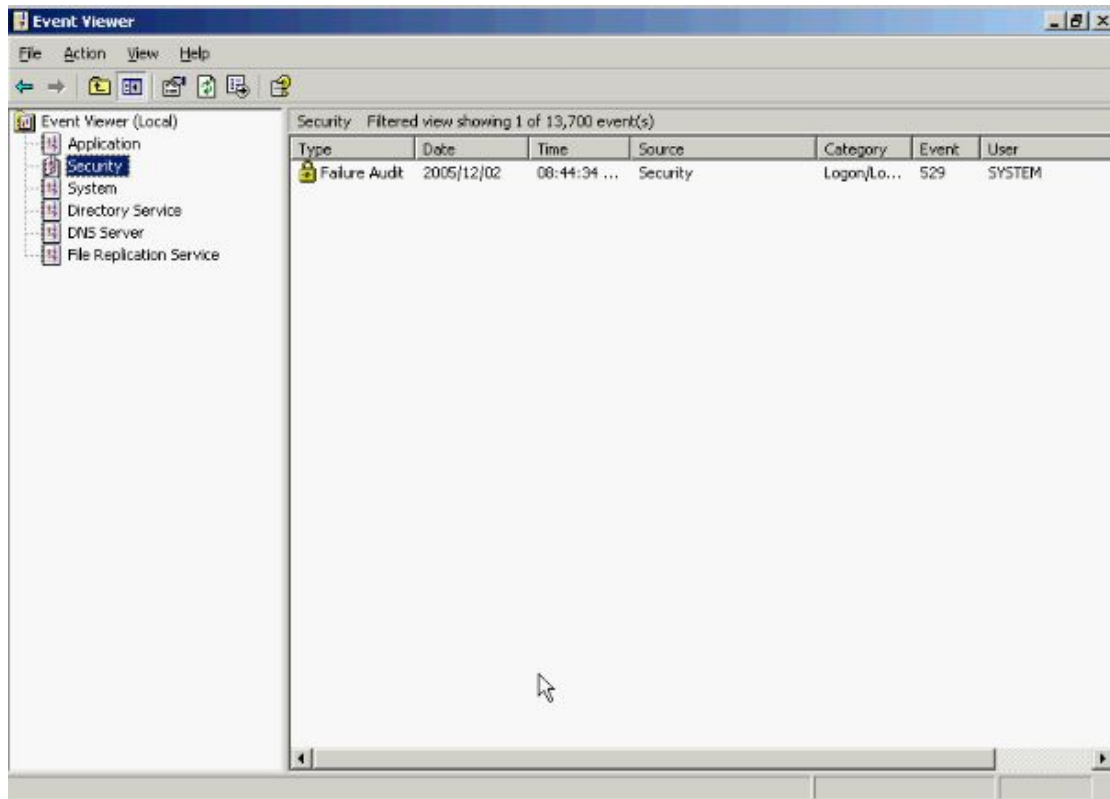 Event Viewer
File Action View Help
Event Viewer (Local)
Application
Security
System
Directory Service
DNS Server
File Replication Service
Security Filtered view showing 1 of 13,700 event(s)
Type Date Time Source Category Event User
Failure Audit 2005/12/02 08:44:34 ... Security Logon/Lo... 529 SYSTEM